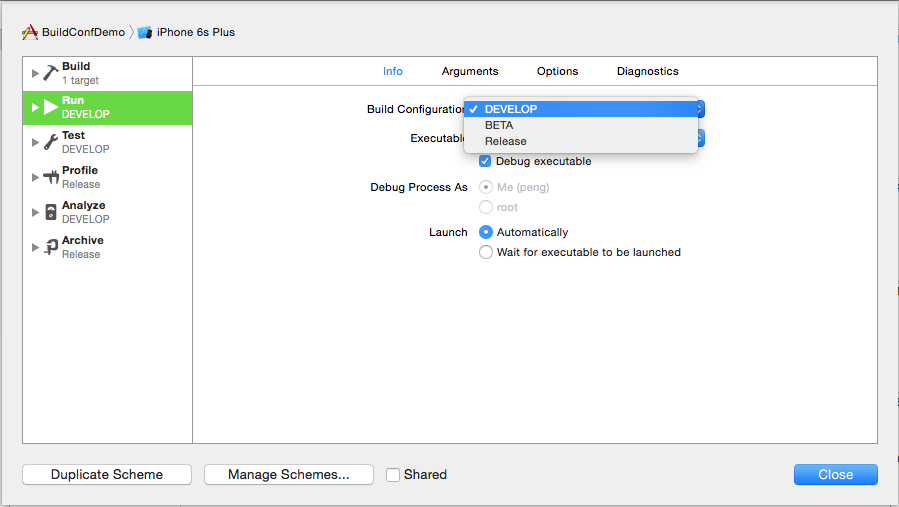 BuildConfDemo iPhone 6s Plus
Build
1 target
Run
DEVELOP
Test
DEVELOP
Profile
Release
Analyze
DEVELOP
Archive
Release
Info Arguments Options Diagnostics
Build Configuration DEVELOP
BETA
Release
Executable
Debug executable
Debug Process As Me (peng)
root
Launch Automatically
Wait for executable to be launched
Duplicate Scheme Manage Schemes... Shared Close